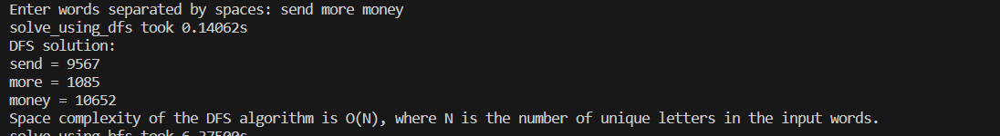 Enter words separated by spaces: send more money
solve_using_dfs took 0.14062s
DFS solution:
send = 9567
more = 1085
money = 10652
Space complexity of the DFS algorithm is O(N), where N is the number of unique letters in the input words.
solve_using_bfs took 6.27500s